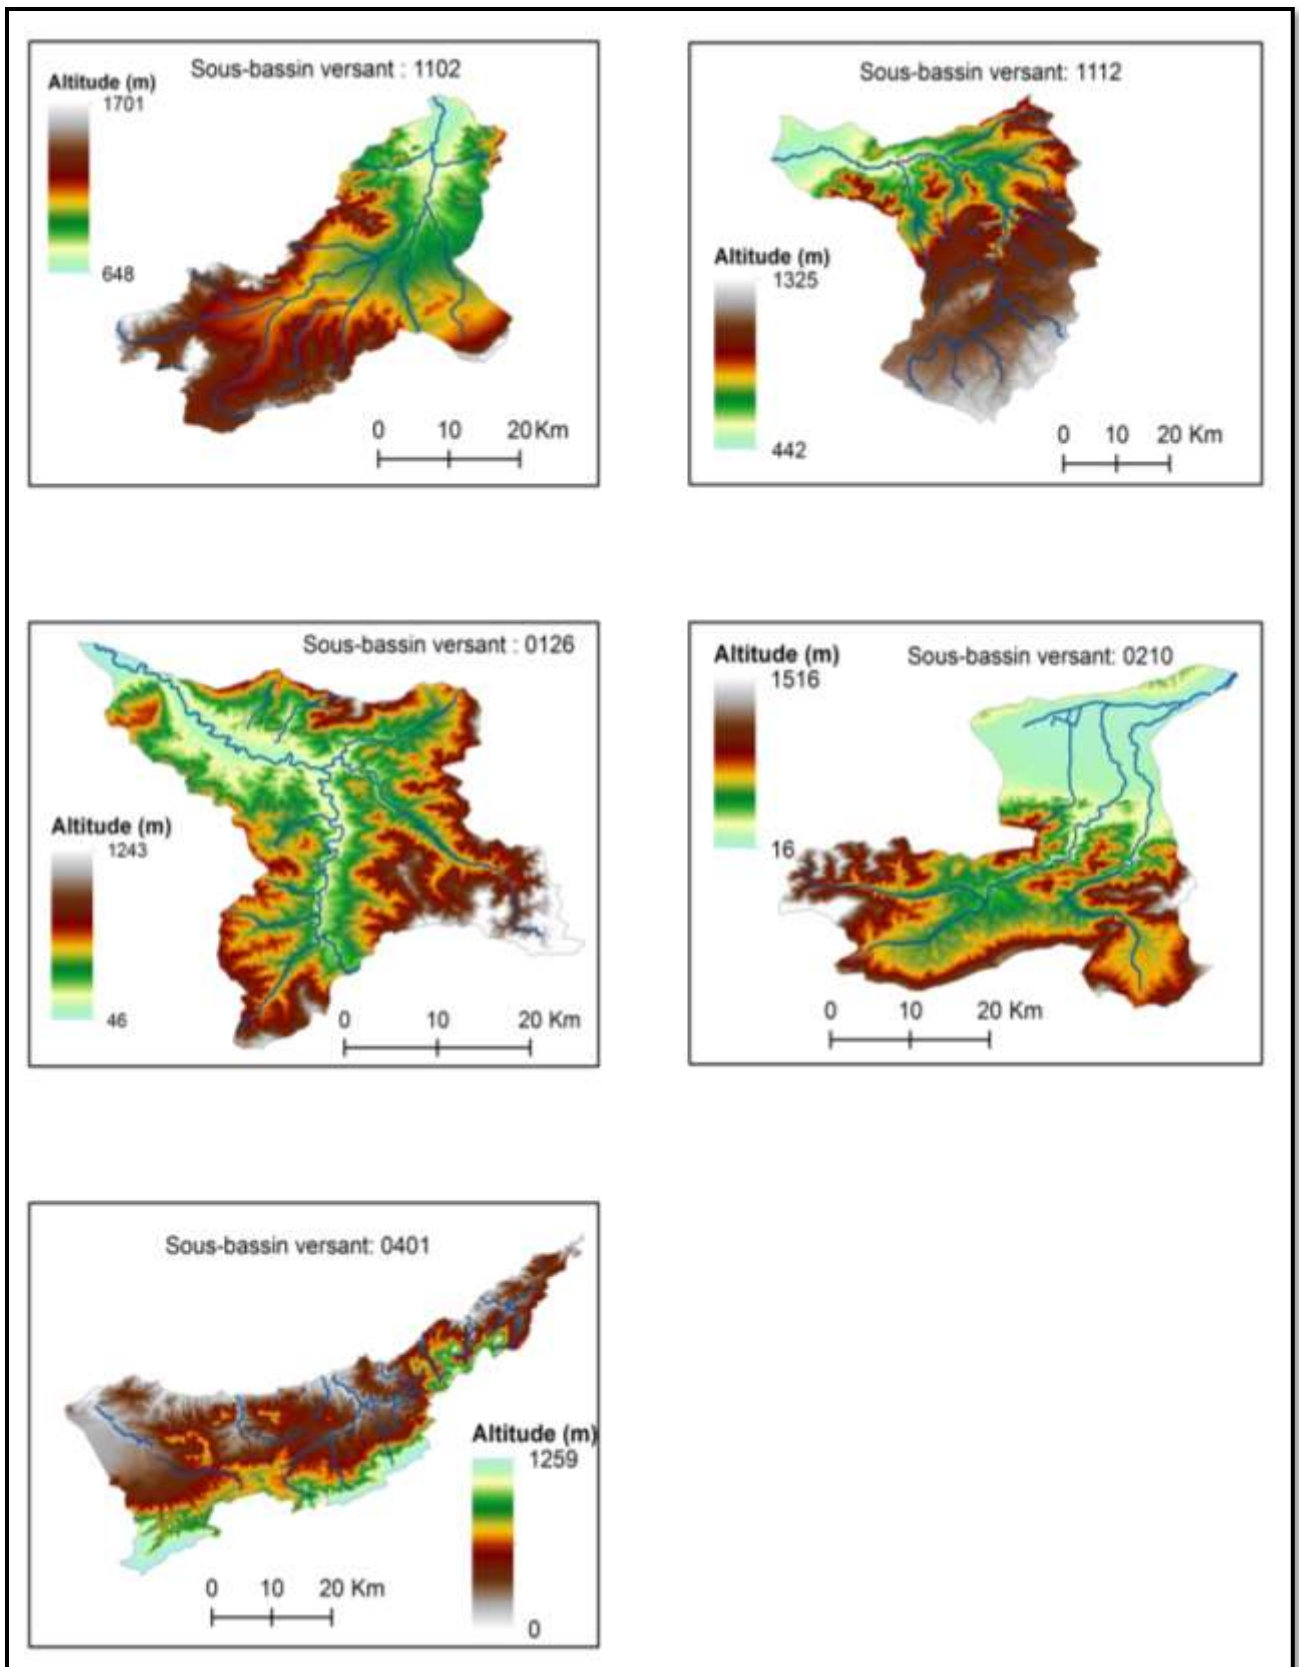 Sous-bassin versant : 1102
Altitude (m)
1701
648
0 10 20 Km
Sous-bassin versant: 1112
Altitude (m)
1325
442
0 10 20 Km
Sous-bassin versant : 0126
Altitude (m)
1243
46
0 10 20 Km
Altitude (m)
Sous-bassin versant: 0210
1516
16
0 10 20 Km
Sous-bassin versant: 0401
Altitude (m)
1259
0
0 10 20 Km